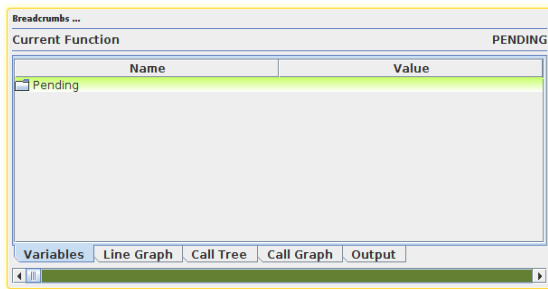 Breadcrumbs ...
Current Function PENDING
Name Value
Pending
Variables Line Graph Call Tree Call Graph Output